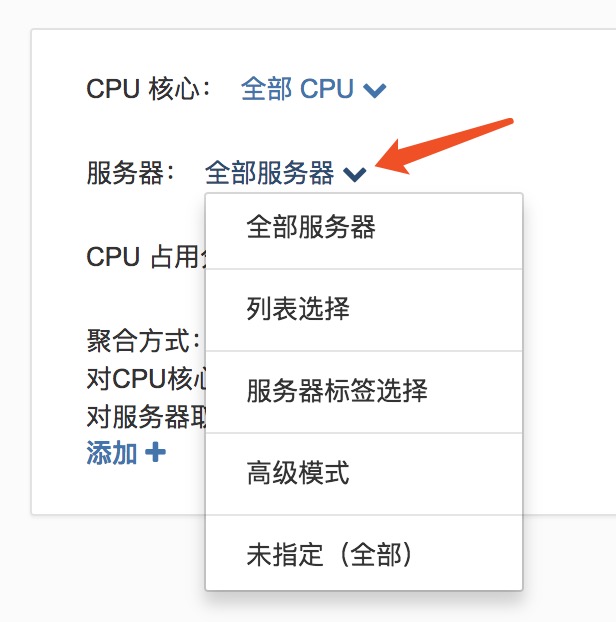 CPU 核心： 全部 CPU
服务器： 全部服务器
全部服务器
列表选择
服务器标签选择
高级模式
未指定（全部）
CPU 占用
聚合方式：
对CPU核
对服务器
添加